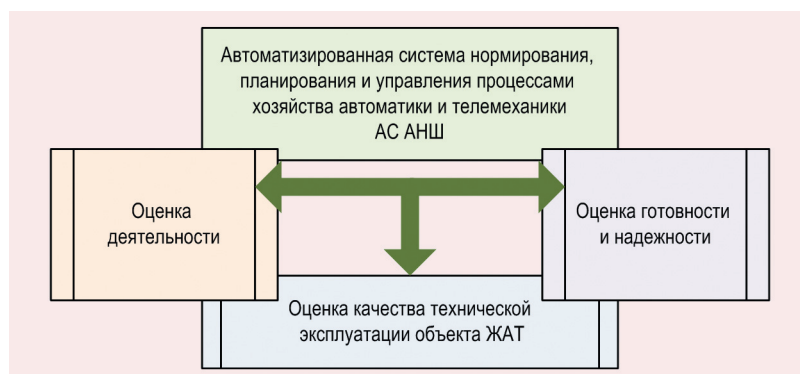 Автоматизированная система нормирования,
планирования и управления процессами
хозяйства автоматики и телемеханики
АС АНШ
Оценка
деятельности
Оценка готовности
и надежности
Оценка качества технической
эксплуатации объекта ЖАТ